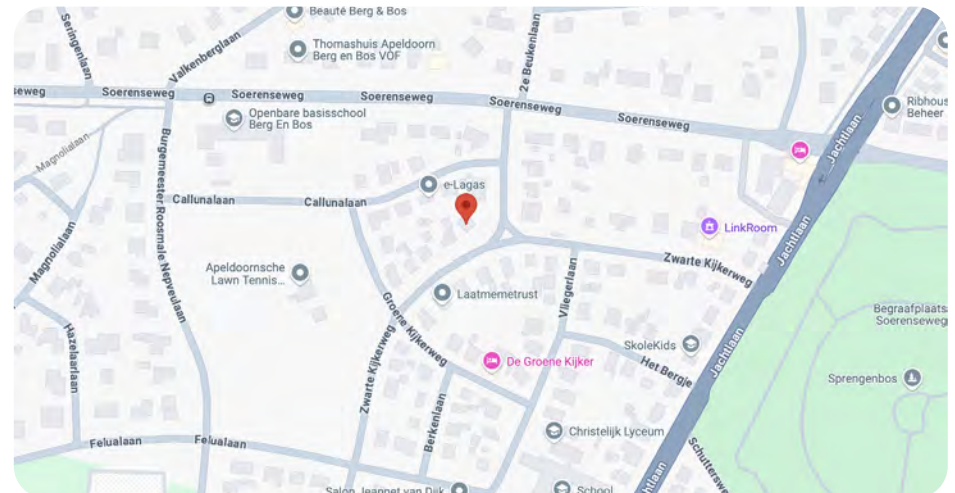 Beauté Berg & Bos
Seringenlaan
Valkenberglaan
Thomashuis Apeldoorn
Berg en Bos VOF
2e Beukenlaan
seweg
Soerenseweg
Soerenseweg
Soerenseweg
Soerenseweg
Soerenseweg
Ribhous
Beheer
Openbare basisschool
Berg En Bos
Magnolialaan
Jachtlaan
Burgemeester Roosmale Nepveulaan
e-Lagas
Callunalaan
Callunalaan
LinkRoom
Magnolialaan
Jachtlaan
Zwarte Kijkerweg
Apeldoornsche
Lawn Tennis...
Vliegerlaan
Laatmemetrust
Groene Kijkerweg
Begraafplaats
Soerenseweg
Hazelaarlaan
SkoleKids
Jachtlaan
De Groene Kijker
Het Bergje
Zwarte Kijkerweg
Sprengenbos
Berkenlaan
Christelijk Lyceum
Felualaan
Felualaan
Schuttersw
Jachtlaan
Salon Jeannet van Dijk
School